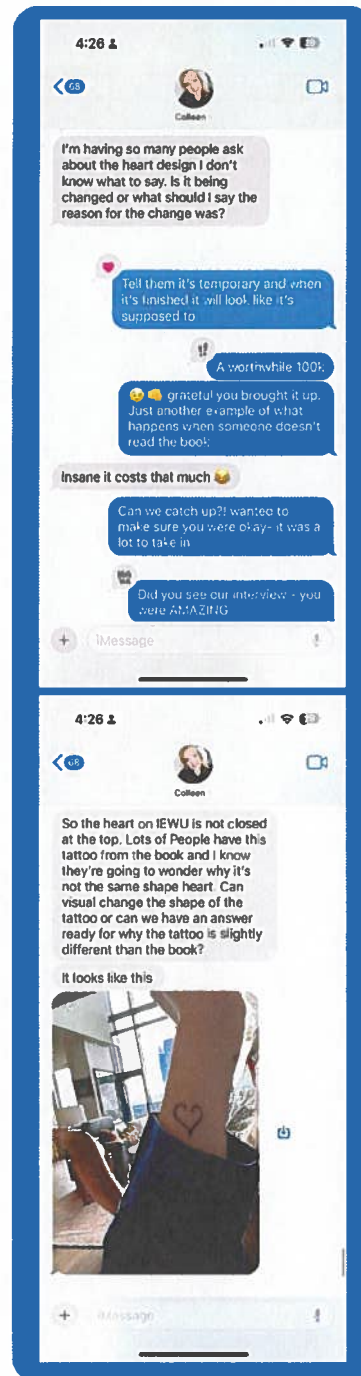 4:26
68
Colleen
I'm having so many people ask
about the heart design I don't
know what to say. Is it being
changed or what should I say the
reason for the change was?
Tell them it's temporary and when
it's finished it will look like it's
supposed to
A worthwhile 100k
grateful you brought it up.
Just another example of what
happens when someone doesn't
read the book
Insane it costs that much
Can we catch up?! wanted to
make sure you were okay- it was a
lot to take in
Did you see our interview - you
were AMAZING
iMessage
4:26
68
Colleen
So the heart on IEWU is not closed
at the top. Lots of People have this
tattoo from the book and I know
they're going to wonder why it's
not the same shape heart. Can
visual change the shape of the
tattoo or can we have an answer
ready for why the tattoo is slightly
different than the book?
It looks like this
iMessage